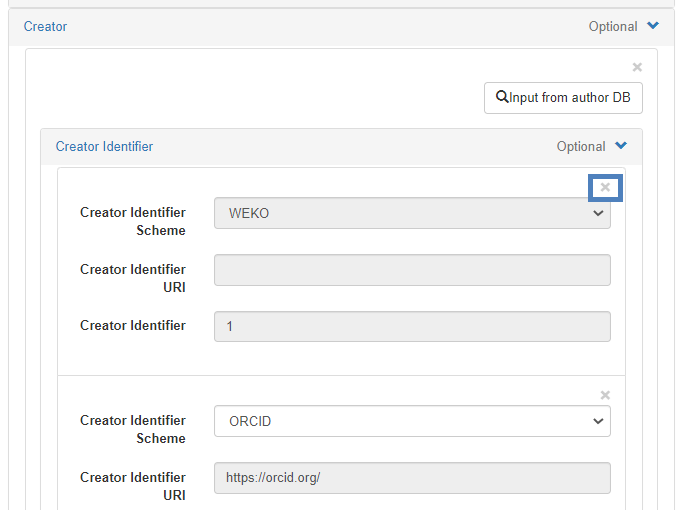 Creator Optional
×
Input from author DB
Creator Identifier Optional
×
Creator Identifier Scheme WEKO
Creator Identifier URI
Creator Identifier 1
×
Creator Identifier Scheme ORCID
Creator Identifier URI https://orcid.org/